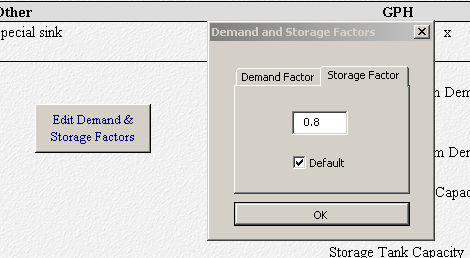 Other GPH
pecial sink x
Demand and Storage Factors
Demand Factor Storage Factor
0.8
Default
OK
Edit Demand &
Storage Factors
Dem
Der
Capac
Storage Tank Capacity